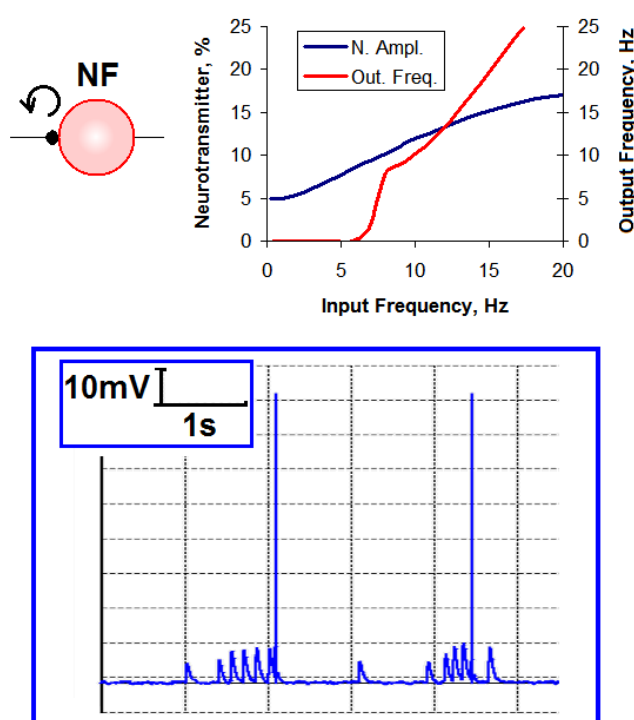 NF
Neurotransmitter, %
25
20
15
10
5
0
N. Ampl.
Out. Freq.
25
20
15
10
5
0
Output Frequency, Hz
0 5 10 15 20
Input Frequency, Hz
10mV
1s